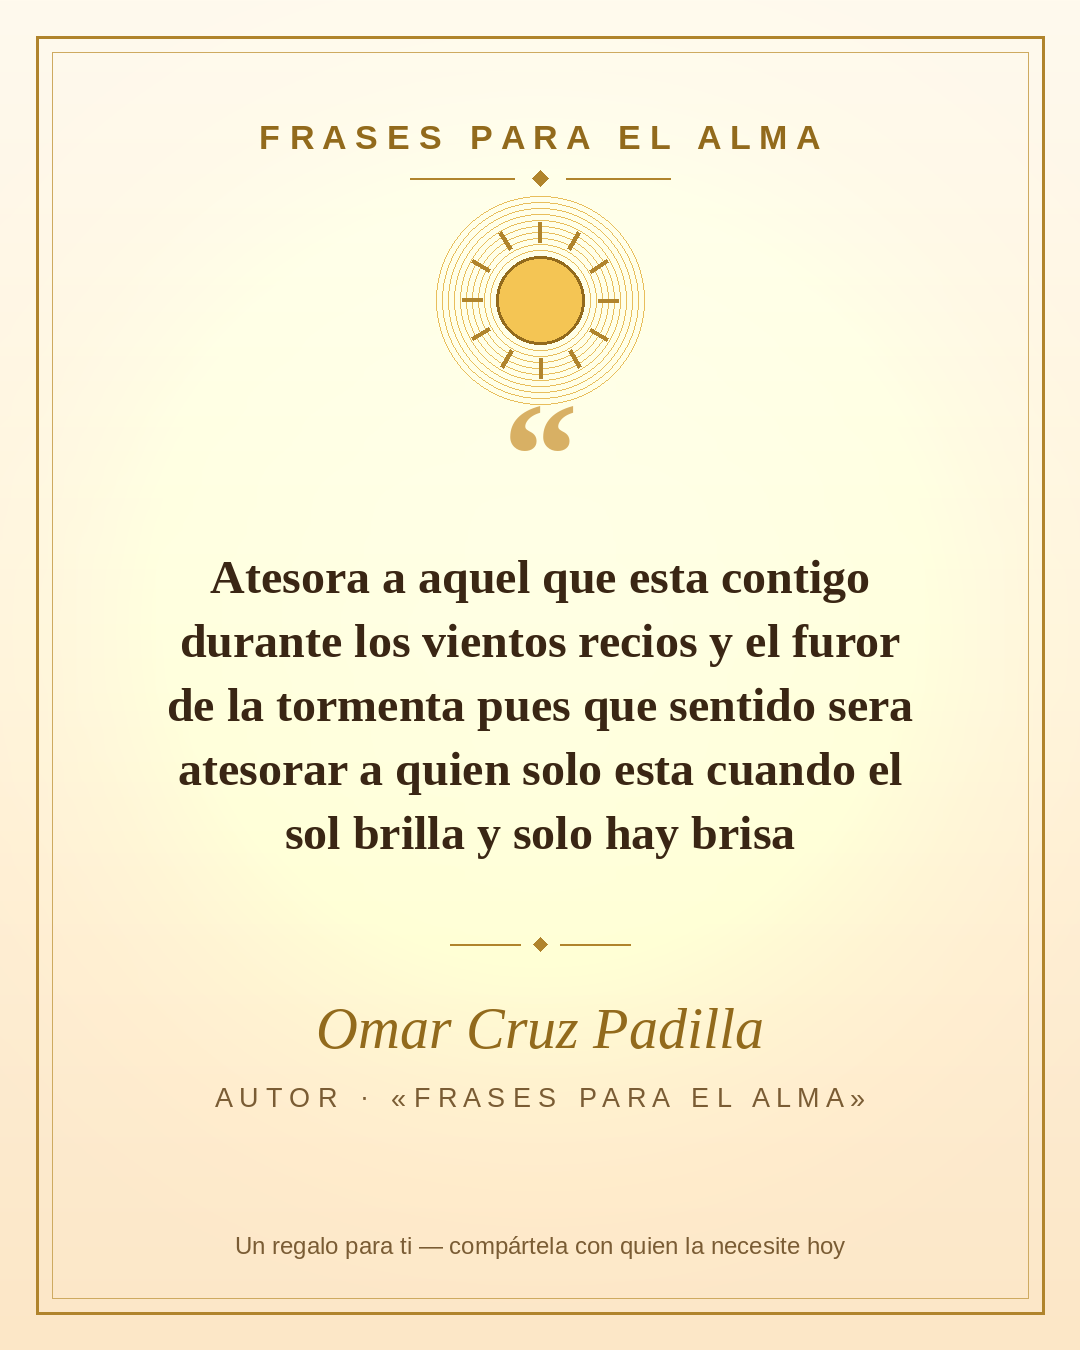 FRASES PARA EL ALMA
“
Atesora a aquel que esta contigo
durante los vientos recios y el furor
de la tormenta pues que sentido sera
atesorar a quien solo esta cuando el
sol brilla y solo hay brisa
Omar Cruz Padilla
AUTOR · «FRASES PARA EL ALMA»
Un regalo para ti — compártela con quien la necesite hoy